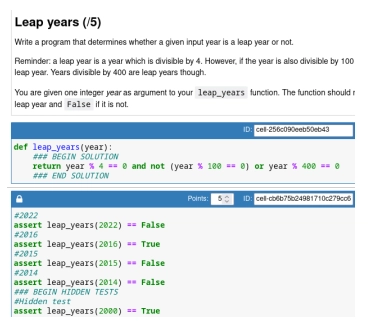 Leap years (/5)
Write a program that determines whether a given input year is a leap year or not.
Reminder: a leap year is a year which is divisible by 4. However, if the year is also divisible by 100
leap year. Years divisible by 400 are leap years though.
You are given one integer year as argument to your leap_years function. The function should r
leap year and False if it is not.
ID: cell-256c090eeb50eb43
def leap_years(year):
    ### BEGIN SOLUTION
    return year % 4 == 0 and not (year % 100 == 0) or year % 400 == 0
    ### END SOLUTION
Points: 5 ID: cell-cb6b75b24981710c279cc6
#2022
assert leap_years(2022) == False
#2016
assert leap_years(2016) == True
#2015
assert leap_years(2015) == False
#2014
assert leap_years(2014) == False
### BEGIN HIDDEN TESTS
#Hidden test
assert leap_years(2000) == True